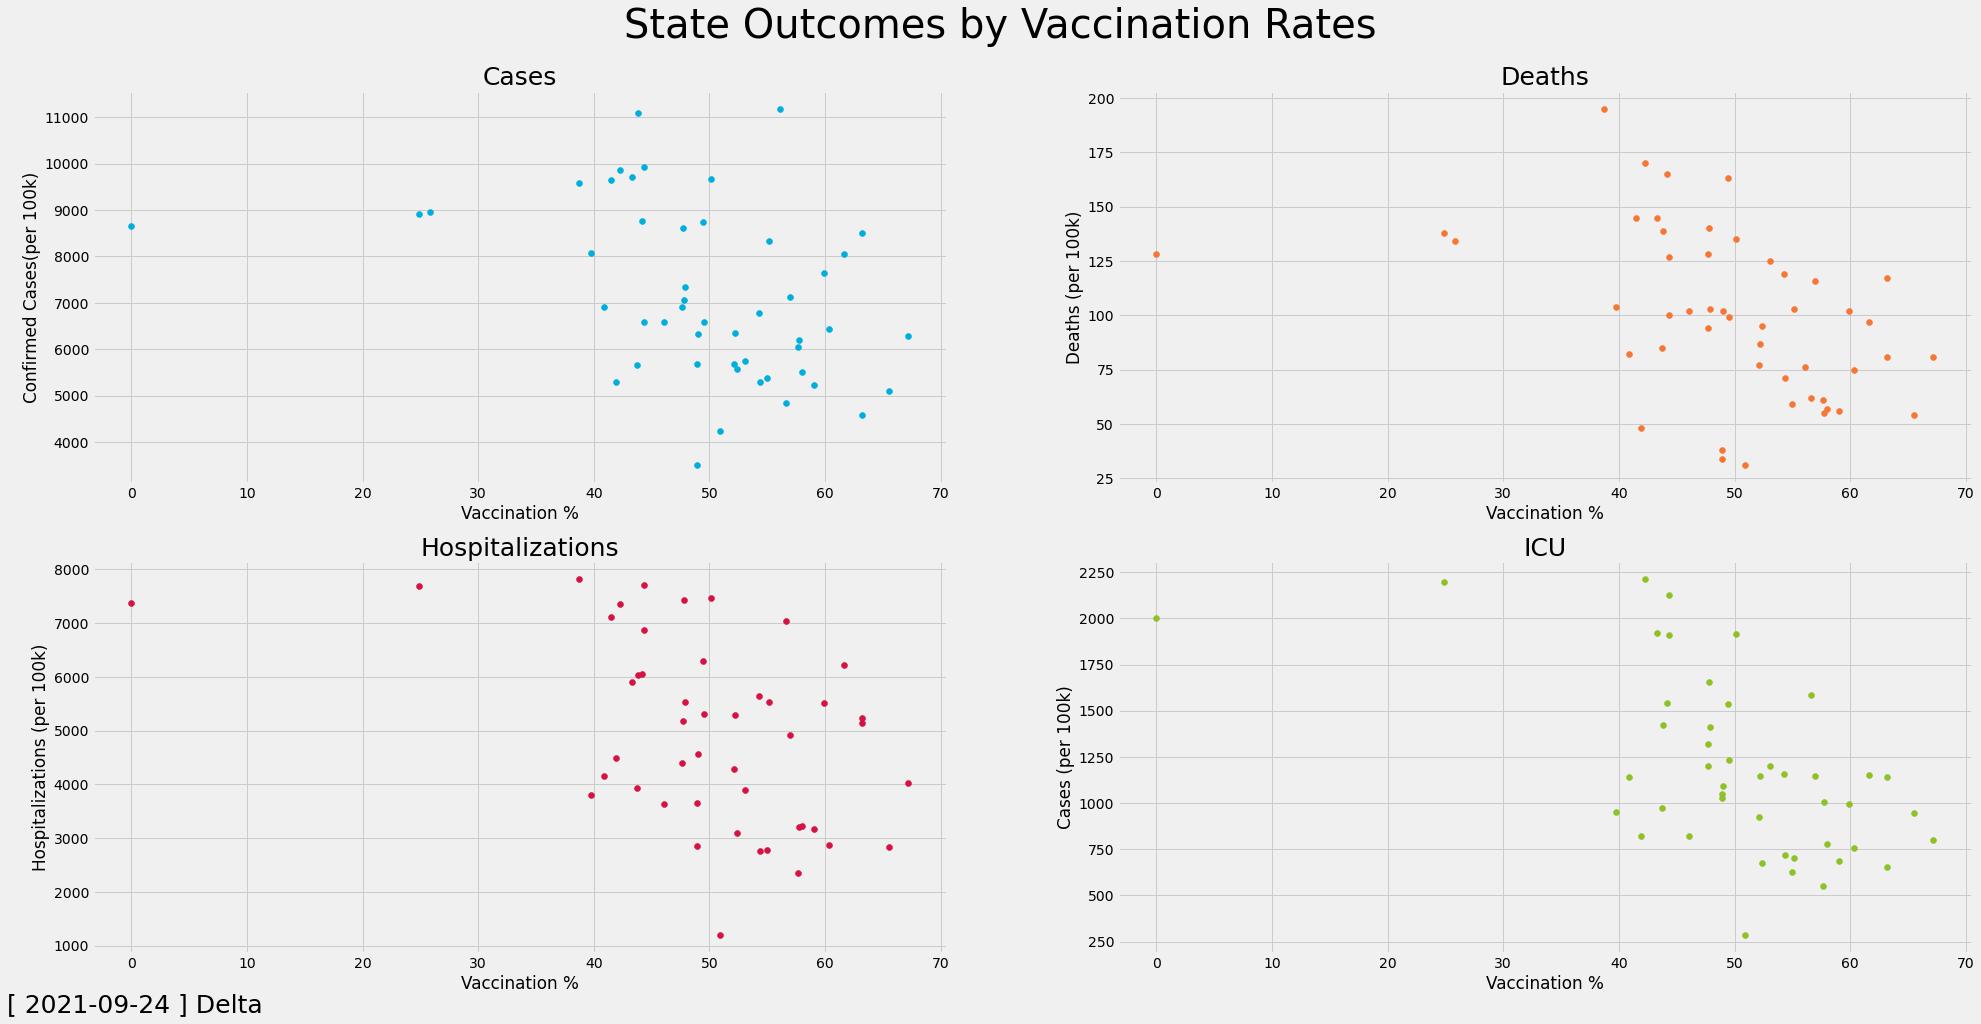 State Outcomes by Vaccination Rates
Cases
Confirmed Cases(per 100k)
11000
10000
9000
8000
7000
6000
5000
4000
0 10 20 30 40 50 60 70
Vaccination %
Deaths
Deaths (per 100k)
200
175
150
125
100
75
50
25
0 10 20 30 40 50 60 70
Vaccination %
Hospitalizations
Hospitalizations (per 100k)
8000
7000
6000
5000
4000
3000
2000
1000
0 10 20 30 40 50 60 70
Vaccination %
ICU
Cases (per 100k)
2250
2000
1750
1500
1250
1000
750
500
250
0 10 20 30 40 50 60 70
Vaccination %
[ 2021-09-24 ] Delta